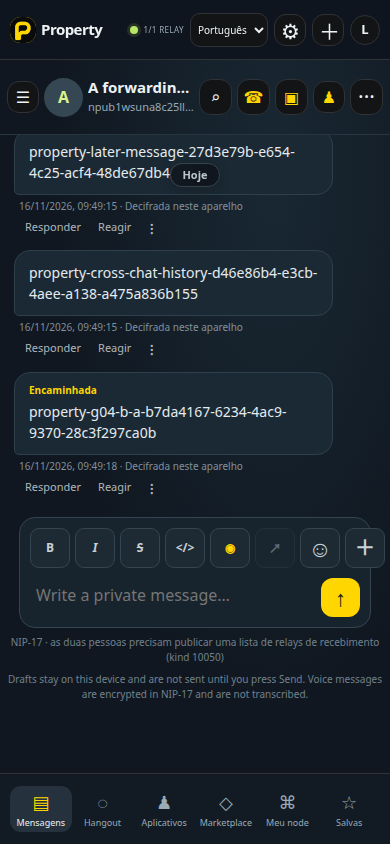 Property
1/1 RELAY
Português
L
A
A forwardin...
npub1wsuna8c25ll...
property-later-message-27d3e79b-e654-
4c25-acf4-48de67db4
Hoje
16/11/2026, 09:49:15 · Decifrada neste aparelho
Responder Reagir
property-cross-chat-history-d46e86b4-e3cb-
4aee-a138-a475a836b155
16/11/2026, 09:49:15 · Decifrada neste aparelho
Responder Reagir
Encaminhada
property-g04-b-a-b7da4167-6234-4ac9-
9370-28c3f297ca0b
16/11/2026, 09:49:18 · Decifrada neste aparelho
Responder Reagir
B I S </>
Write a private message...
NIP-17 · as duas pessoas precisam publicar uma lista de relays de recebimento
(kind 10050)
Drafts stay on this device and are not sent until you press Send. Voice messages
are encrypted in NIP-17 and are not transcribed.
Mensagens Hangout Aplicativos Marketplace Meu node Salvas